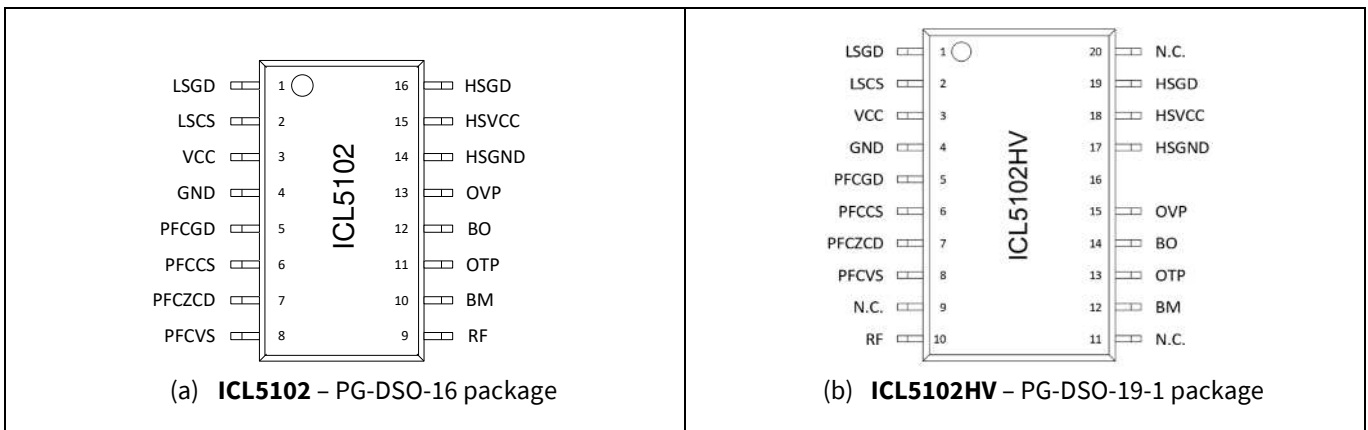 LSGD 1 16 HSGD
LSCS 2 15 HSVCC
VCC 3 14 HSGND
GND 4 13 OVP
PFCGD 5 12 BO
PFCCS 6 11 OTP
PFCZCD 7 10 BM
PFCVS 8 9 RF
ICL5102
(a) ICL5102 – PG-DSO-16 package
LSGD 1 20 N.C.
LSCS 2 19 HSGD
VCC 3 18 HSVCC
GND 4 17 HSGND
PFCGD 5 16
PFCCS 6 15 OVP
PFCZCD 7 14 BO
PFCVS 8 13 OTP
N.C. 9 12 BM
RF 10 11 N.C.
ICL5102HV
(b) ICL5102HV – PG-DSO-19-1 package